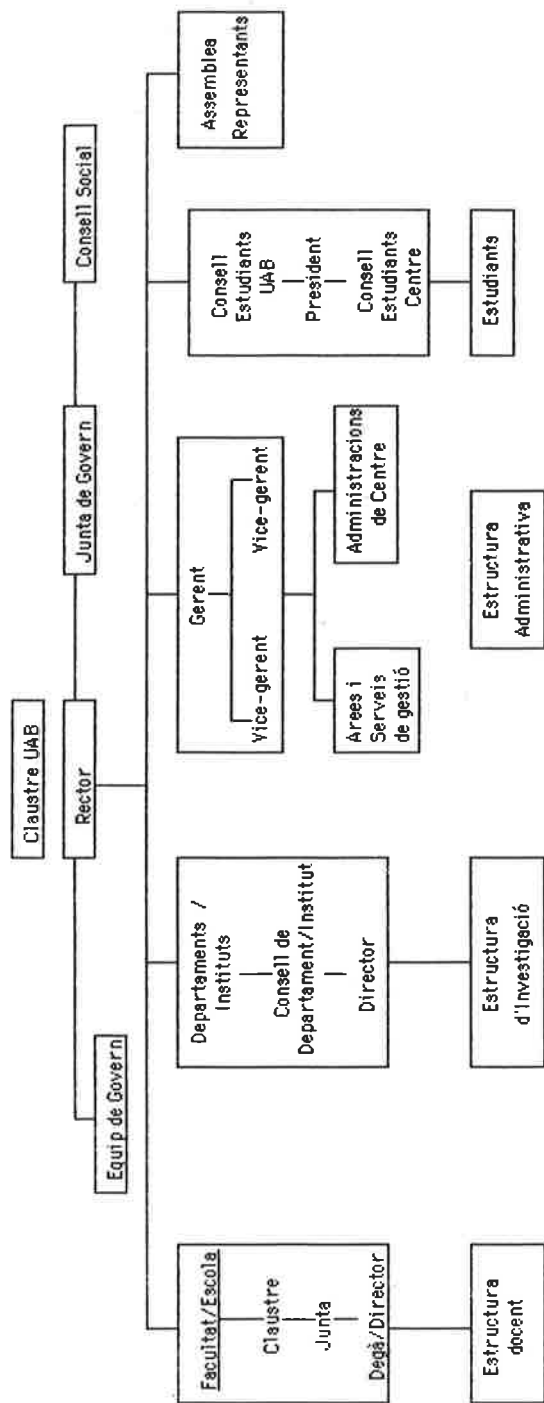 Claustre UAB
Rector
Junta de Govern
Consell Social
Equip de Govern
Facultat/Escola
Claustre
Junta
Degà/Director
Estructura
docent
Departaments /
Instituts
Consell de
Departament/Institut
Director
Estructura
d'Investigació
Gerent
Vice-gerent
Vice-gerent
Arees i
Serveis
de gestió
Administracions
de Centre
Estructura
Administrativa
Consell
Estudiants
UAB
President
Consell
Estudiants
Centre
Estudiants
Assemblea
Representants